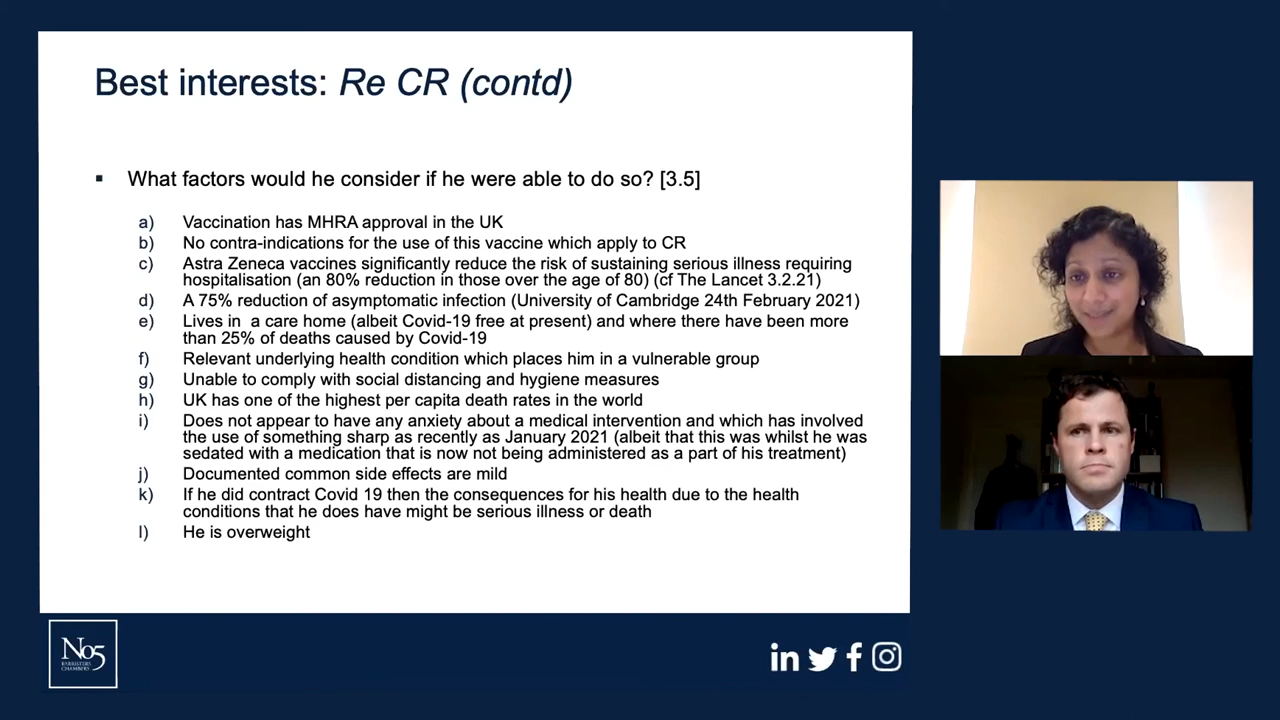 Best interests: Re CR (contd)
▪ What factors would he consider if he were able to do so? [3.5]
a) Vaccination has MHRA approval in the UK
b) No contra-indications for the use of this vaccine which apply to CR
c) Astra Zeneca vaccines significantly reduce the risk of sustaining serious illness requiring
hospitalisation (an 80% reduction in those over the age of 80) (cf The Lancet 3.2.21)
d) A 75% reduction of asymptomatic infection (University of Cambridge 24th February 2021)
e) Lives in a care home (albeit Covid-19 free at present) and where there have been more
than 25% of deaths caused by Covid-19
f) Relevant underlying health condition which places him in a vulnerable group
g) Unable to comply with social distancing and hygiene measures
h) UK has one of the highest per capita death rates in the world
i) Does not appear to have any anxiety about a medical intervention and which has involved
the use of something sharp as recently as January 2021 (albeit that this was whilst he was
sedated with a medication that is now not being administered as a part of his treatment)
j) Documented common side effects are mild
k) If he did contract Covid 19 then the consequences for his health due to the health
conditions that he does have might be serious illness or death
l) He is overweight
No5
BARRISTERS
CHAMBERS